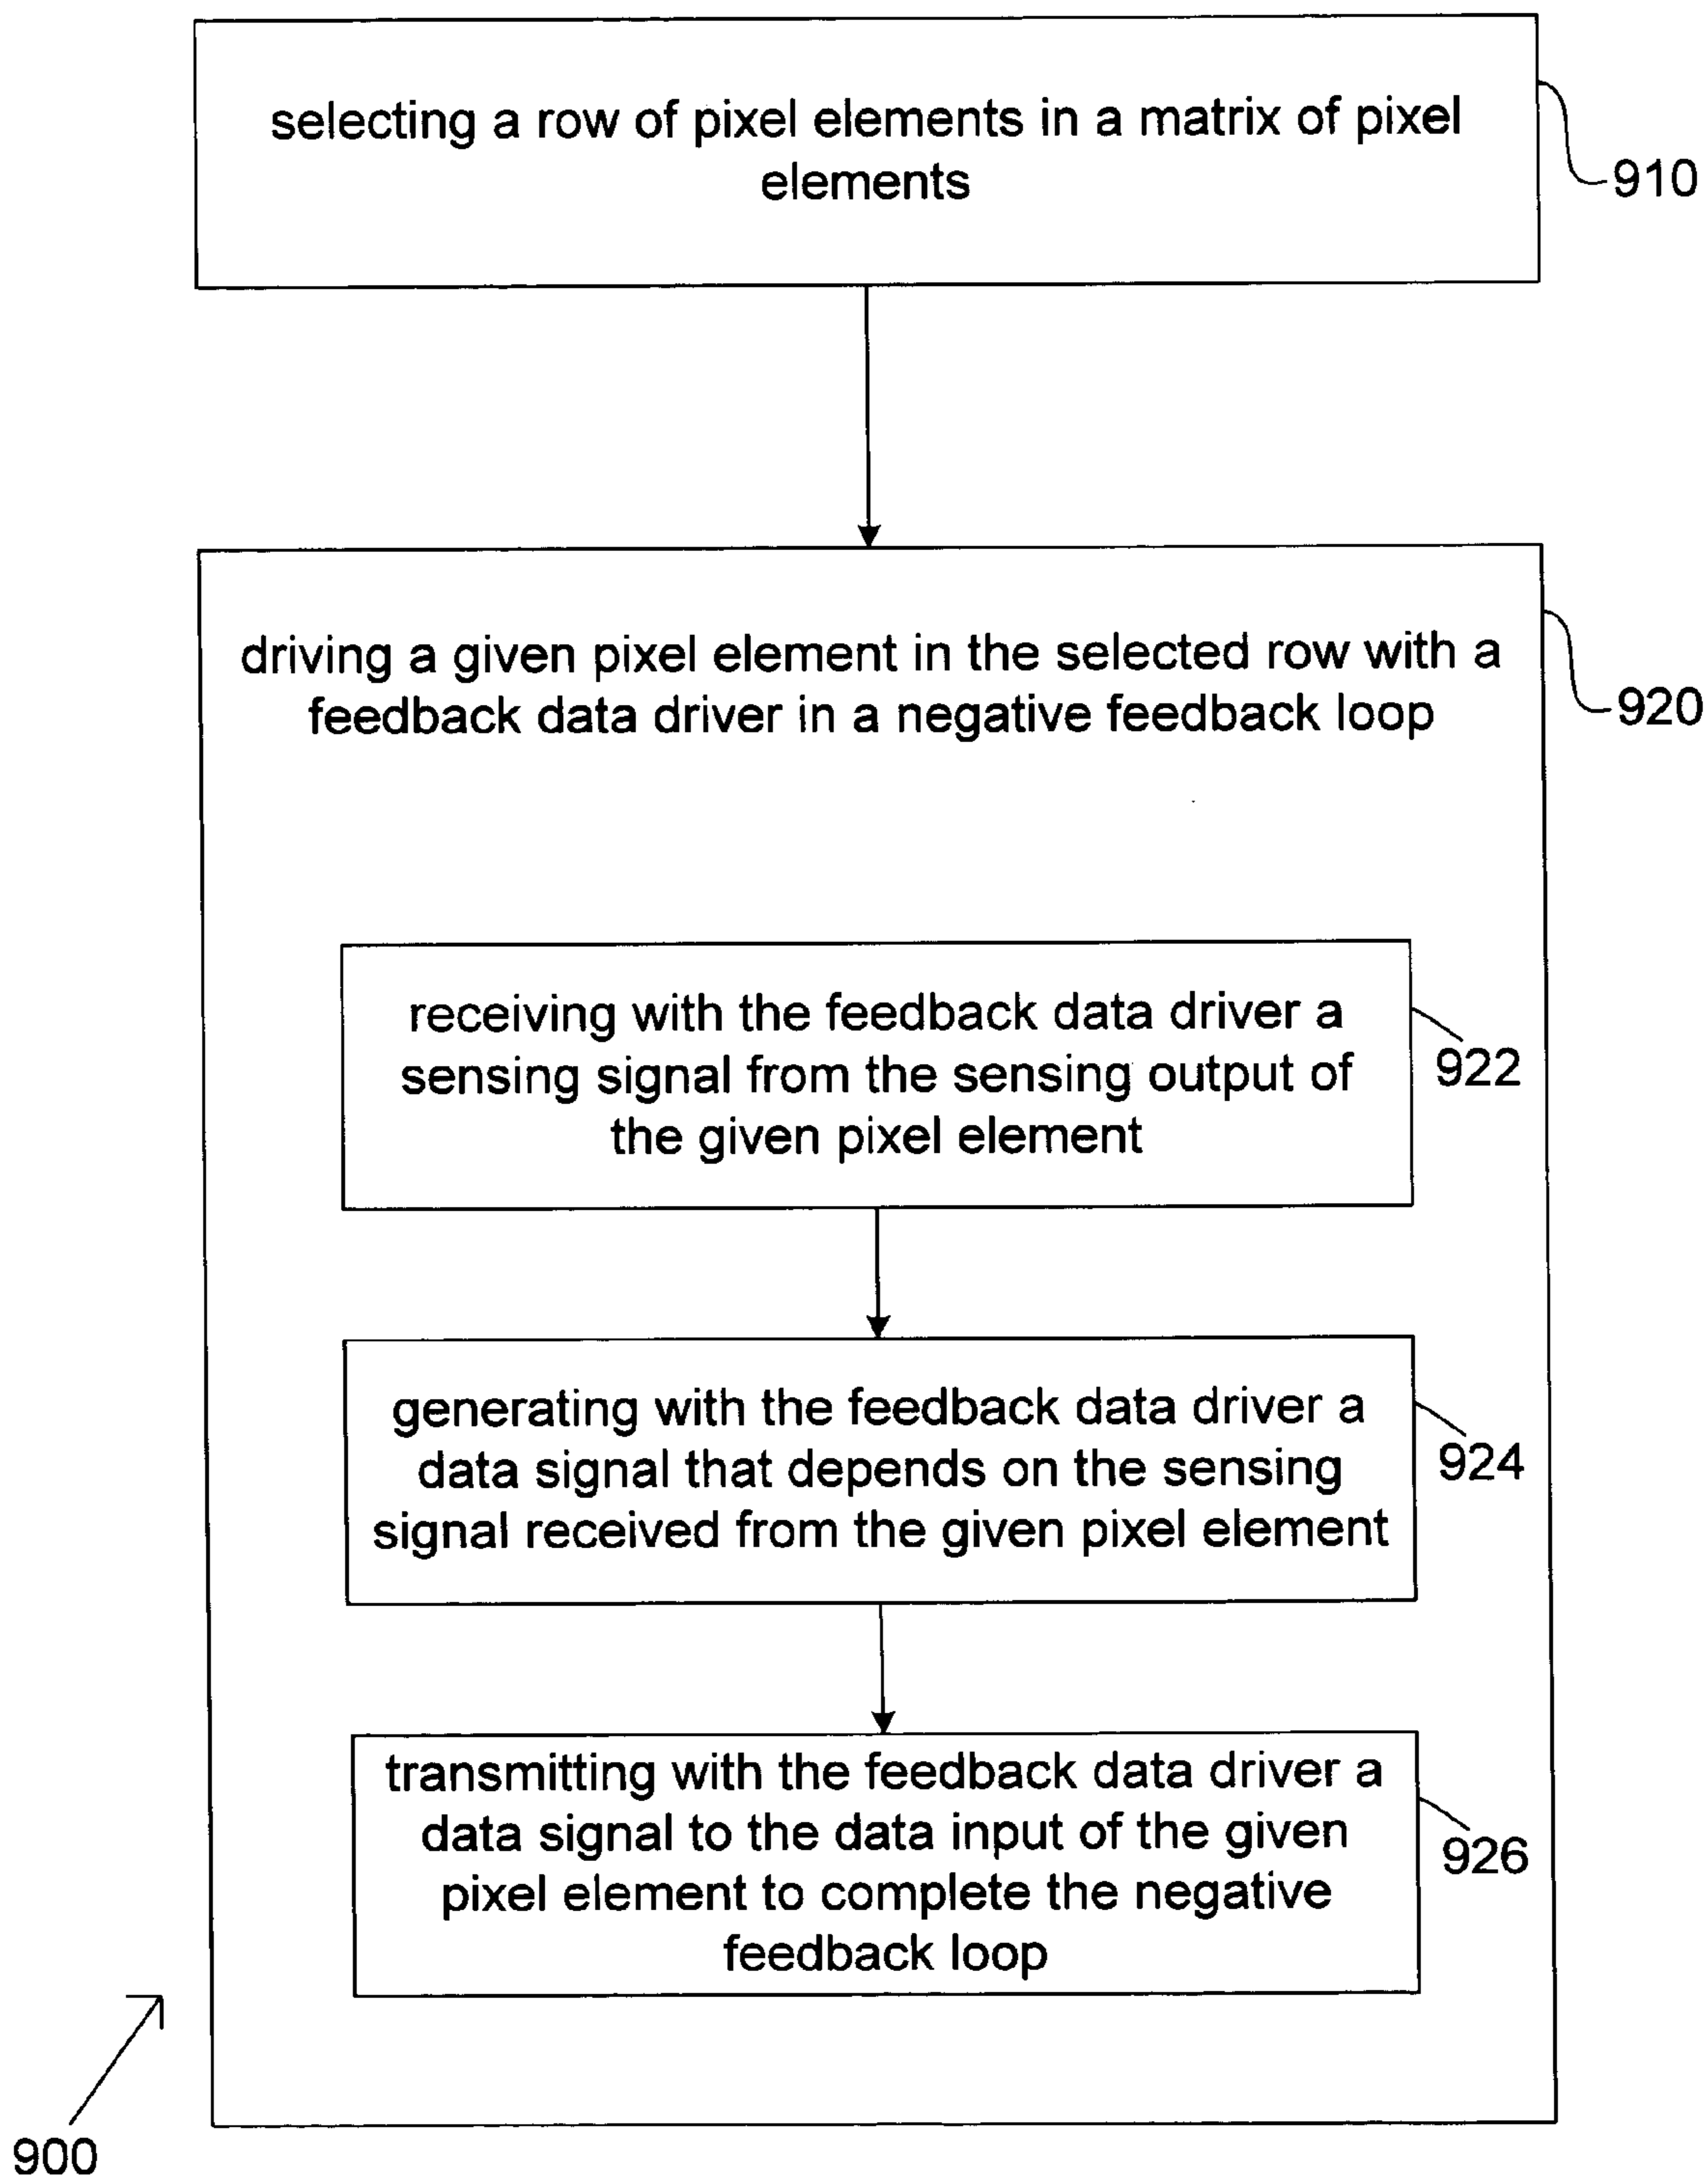 selecting a row of pixel elements in a matrix of pixel
elements
910
driving a given pixel element in the selected row with a
feedback data driver in a negative feedback loop
920
receiving with the feedback data driver a
sensing signal from the sensing output of
the given pixel element
922
generating with the feedback data driver a
data signal that depends on the sensing
signal received from the given pixel element
924
transmitting with the feedback data driver a
data signal to the data input of the given
pixel element to complete the negative
feedback loop
926
900